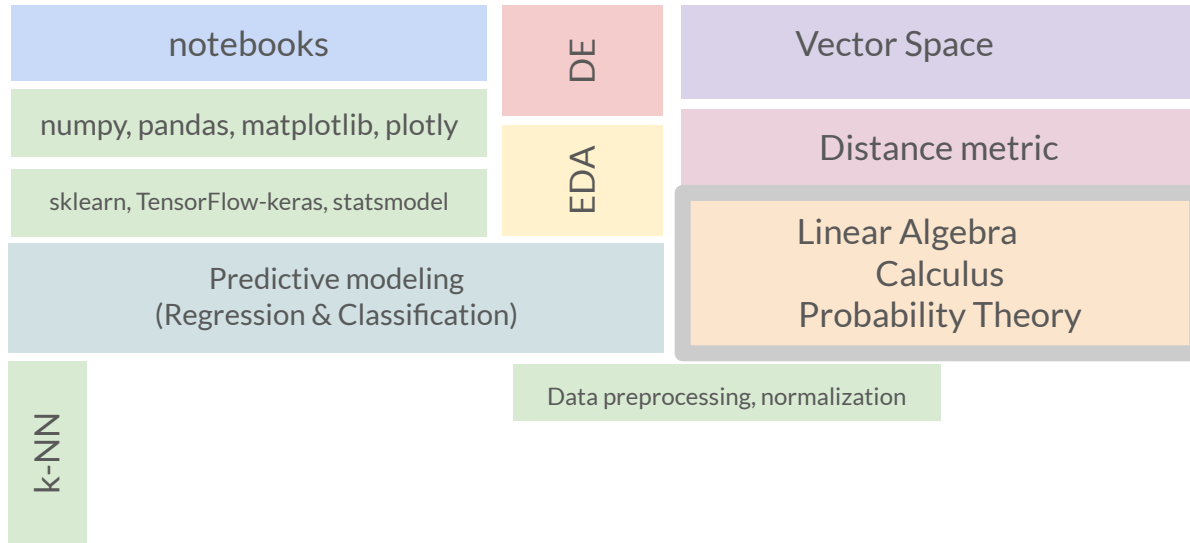 notebooks
DE
Vector Space
numpy, pandas, matplotlib, plotly
EDA
Distance metric
sklearn, TensorFlow-keras, statsmodel
Linear Algebra
Calculus
Probability Theory
Predictive modeling
(Regression & Classification)
Data preprocessing, normalization
k-NN